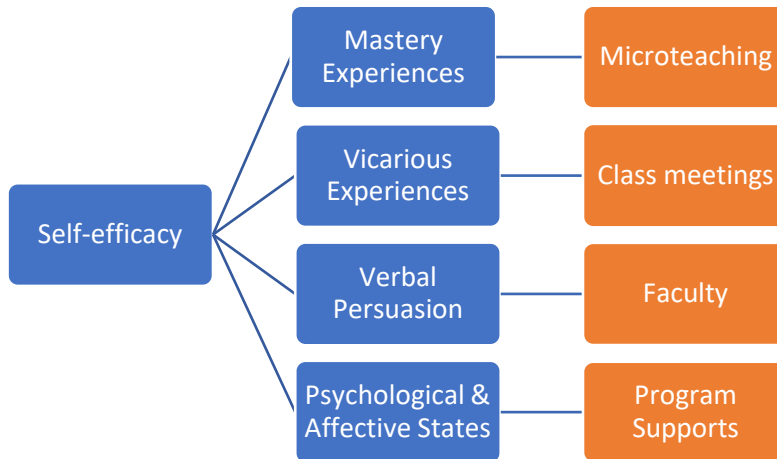 Mastery
Experiences
Microteaching
Vicarious
Experiences
Class meetings
Self-efficacy
Verbal
Persuasion
Faculty
Psychological &
Affective States
Program
Supports